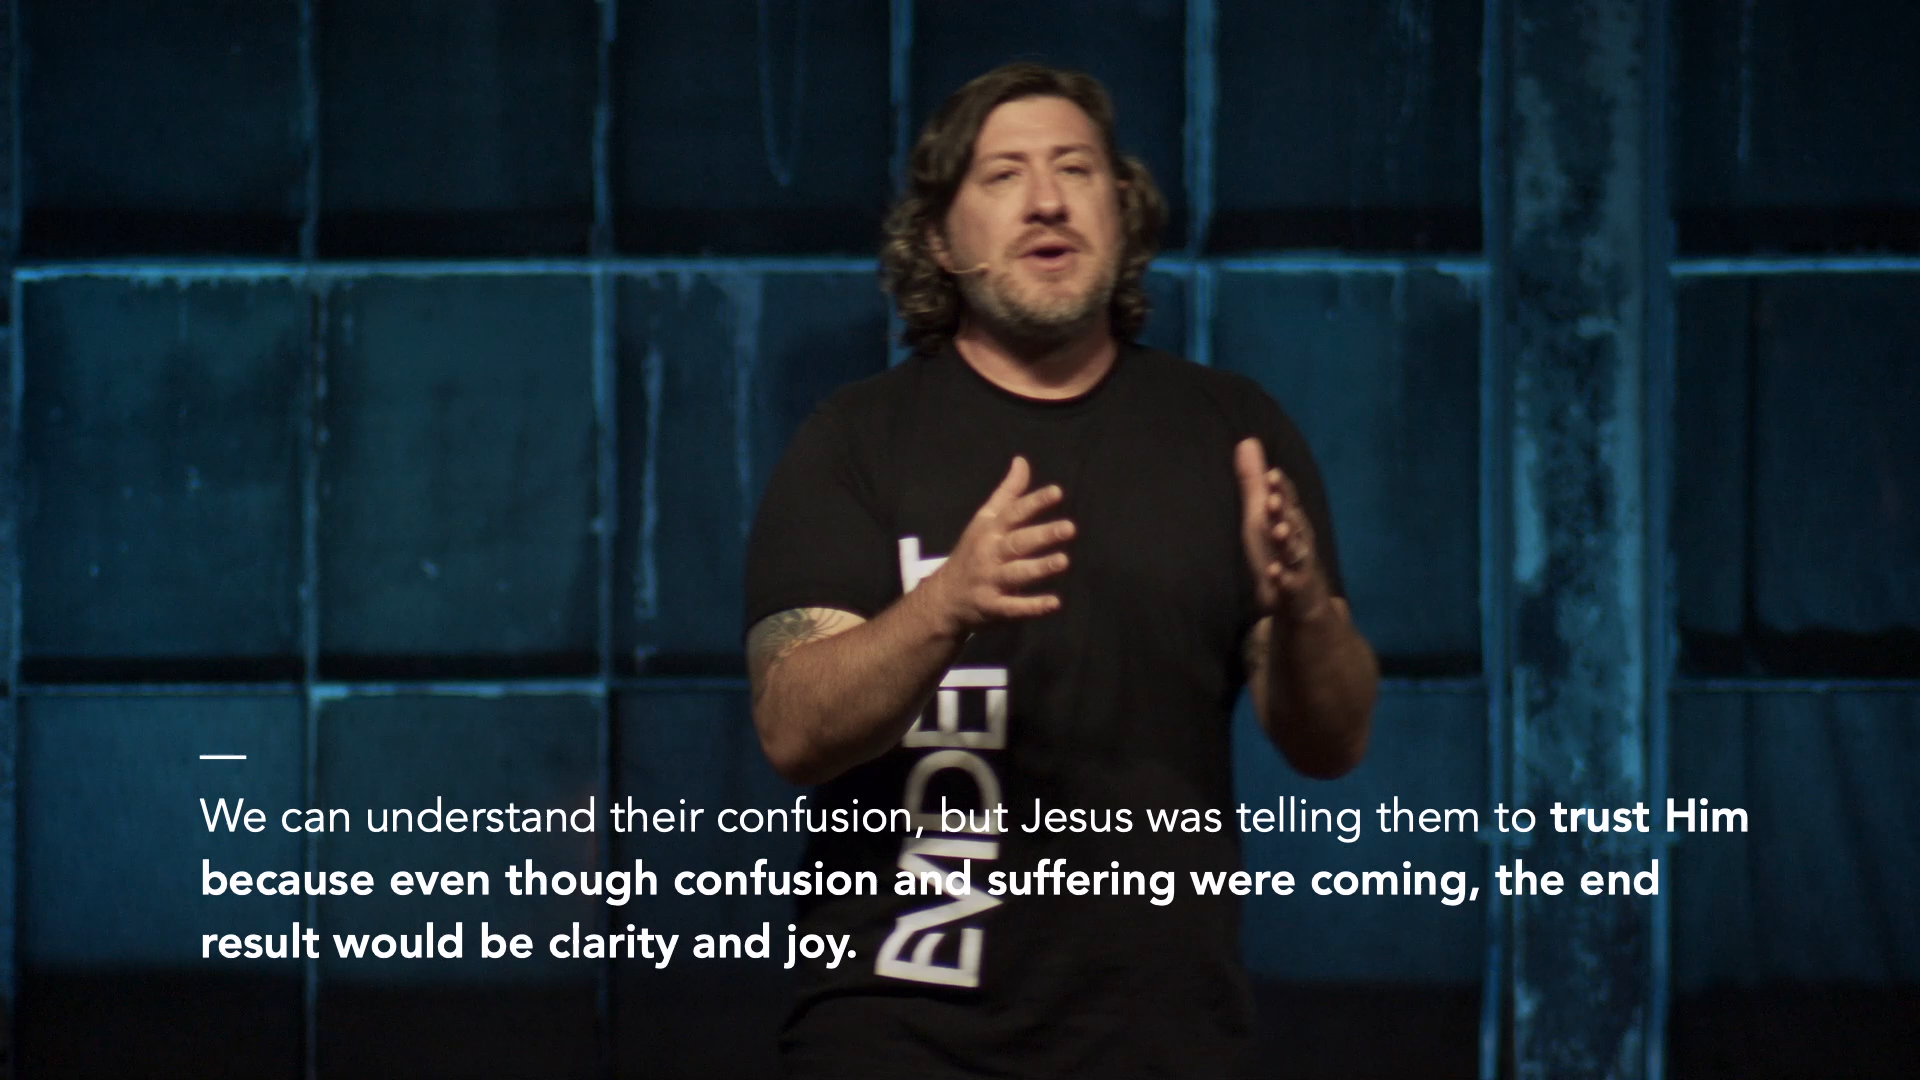 We can understand their confusion, but Jesus was telling them to trust Him
because even though confusion and suffering were coming, the end
result would be clarity and joy.